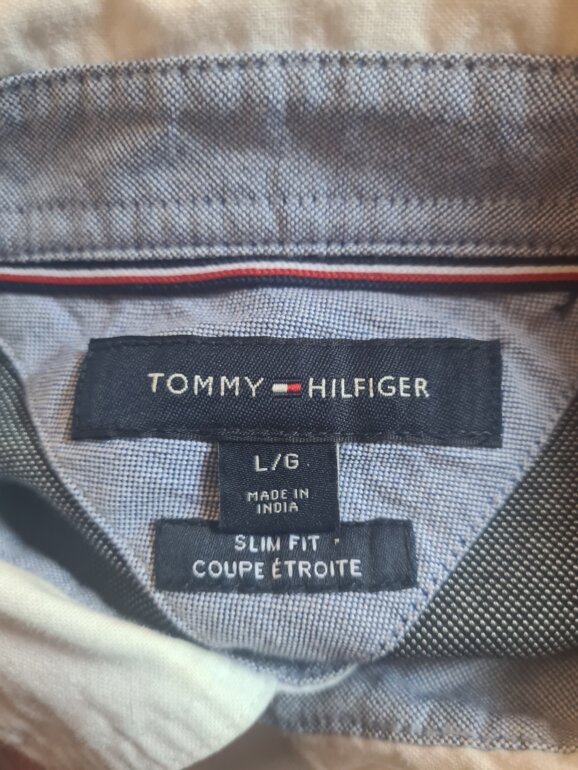 TOMMY HILFIGER
L/G
MADE IN
INDIA
SLIM FIT
COUPE ÉTROITE